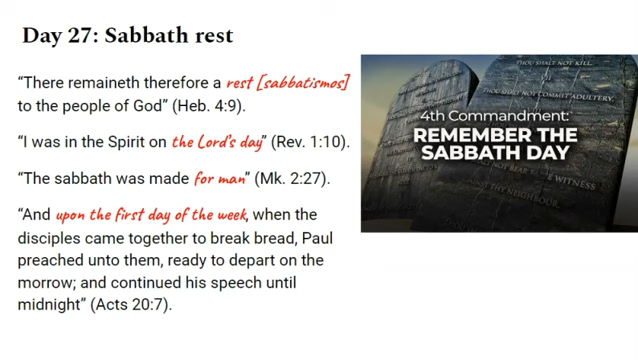 Day 27: Sabbath rest
“There remaineth therefore a rest [sabbatismos]
to the people of God” (Heb. 4:9).
“I was in the Spirit on the Lord’s day” (Rev. 1:10).
“The sabbath was made for man” (Mk. 2:27).
“And upon the first day of the week, when the
disciples came together to break bread, Paul
preached unto them, ready to depart on the
morrow; and continued his speech until
midnight” (Acts 20:7).
THOU SHALT NOT KILL.
THOU SHALT NOT COMMIT ADULTERY.
4th Commandment:
REMEMBER THE
SABBATH DAY
NOT BEAR
WITNESS
THY NEIGHBOUR.